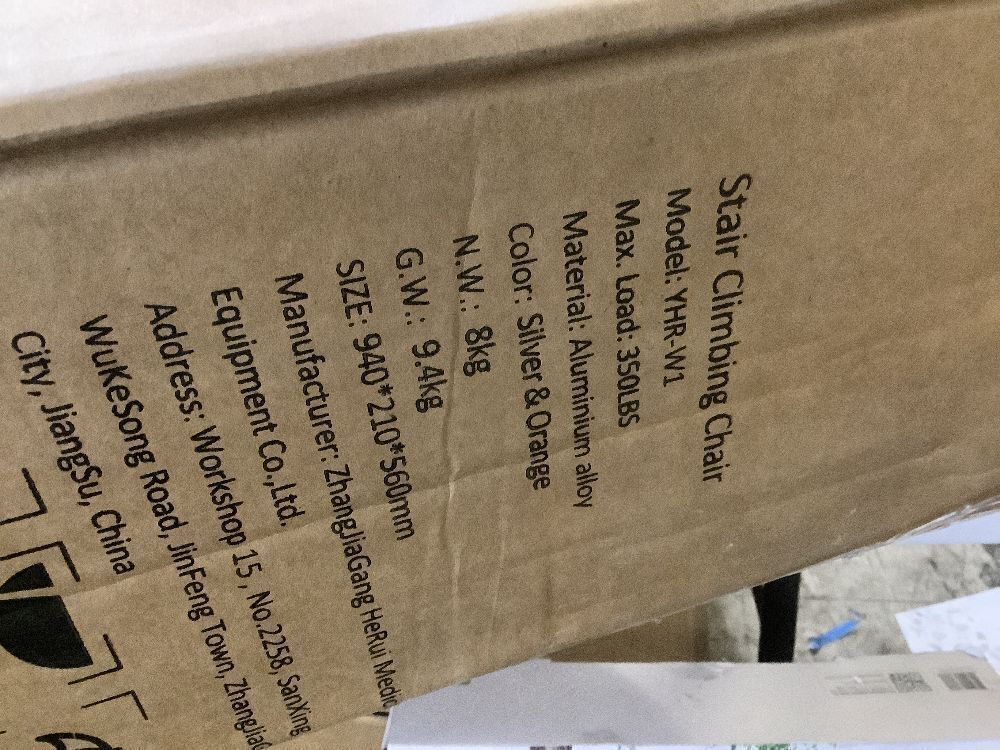 Stair Climbing Chair
Model: YHR-W1
Max. Load: 350LBS
Material: Aluminium alloy
Color: Silver & Orange
N.W.: 8kg
G.W.: 9.4kg
SIZE: 940*210*560mm
Manufacturer: ZhangJiaGang HeRui Medic
Equipment Co.,Ltd.
Address: Workshop 15, No.2258, SanXing
WuKeSong Road, JinFeng Town, ZhangJiaG
City, JiangSu, China